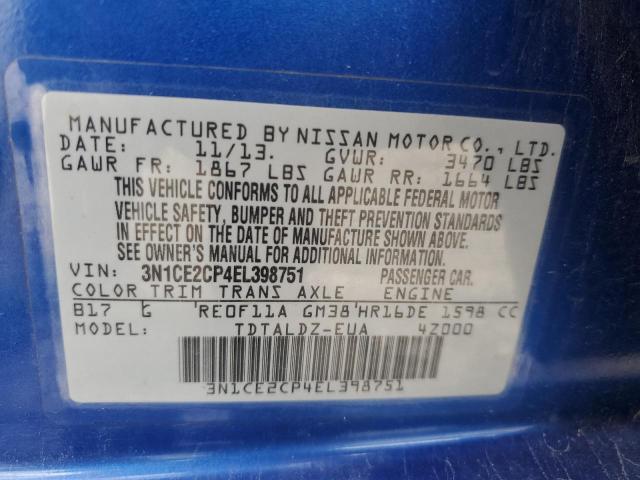 MANUFACTURED BY NISSAN MOTOR CO., LTD.
DATE: 11/13. GVWR: 3470 LBS
GAWR FR: 1867 LBS GAWR RR: 1664 LBS
THIS VEHICLE CONFORMS TO ALL APPLICABLE FEDERAL MOTOR
VEHICLE SAFETY, BUMPER AND THEFT PREVENTION STANDARDS
IN EFFECT ON THE DATE OF MANUFACTURE SHOWN ABOVE.
SEE OWNER'S MANUAL FOR ADDITIONAL INFORMATION.
VIN: 3N1CE2CP4EL398751 PASSENGER CAR.
COLOR TRIM TRANS AXLE ENGINE
B17 G RE0F11A GM38 HR16DE 1598 CC
MODEL: TDTALDZ-EUA 4Z000
3N1CE2CP4EL398751